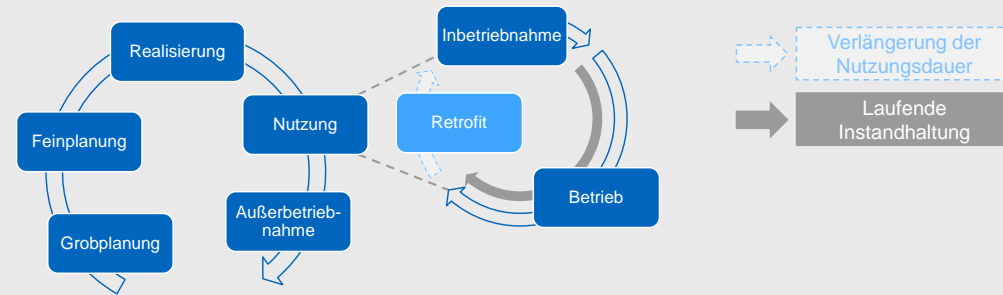 Realisierung
Feinplanung
Grobplanung
Nutzung
Außerbetrieb-
nahme
Inbetriebnahme
Retrofit
Betrieb
Verlängerung der
Nutzungsdauer
Laufende
Instandhaltung